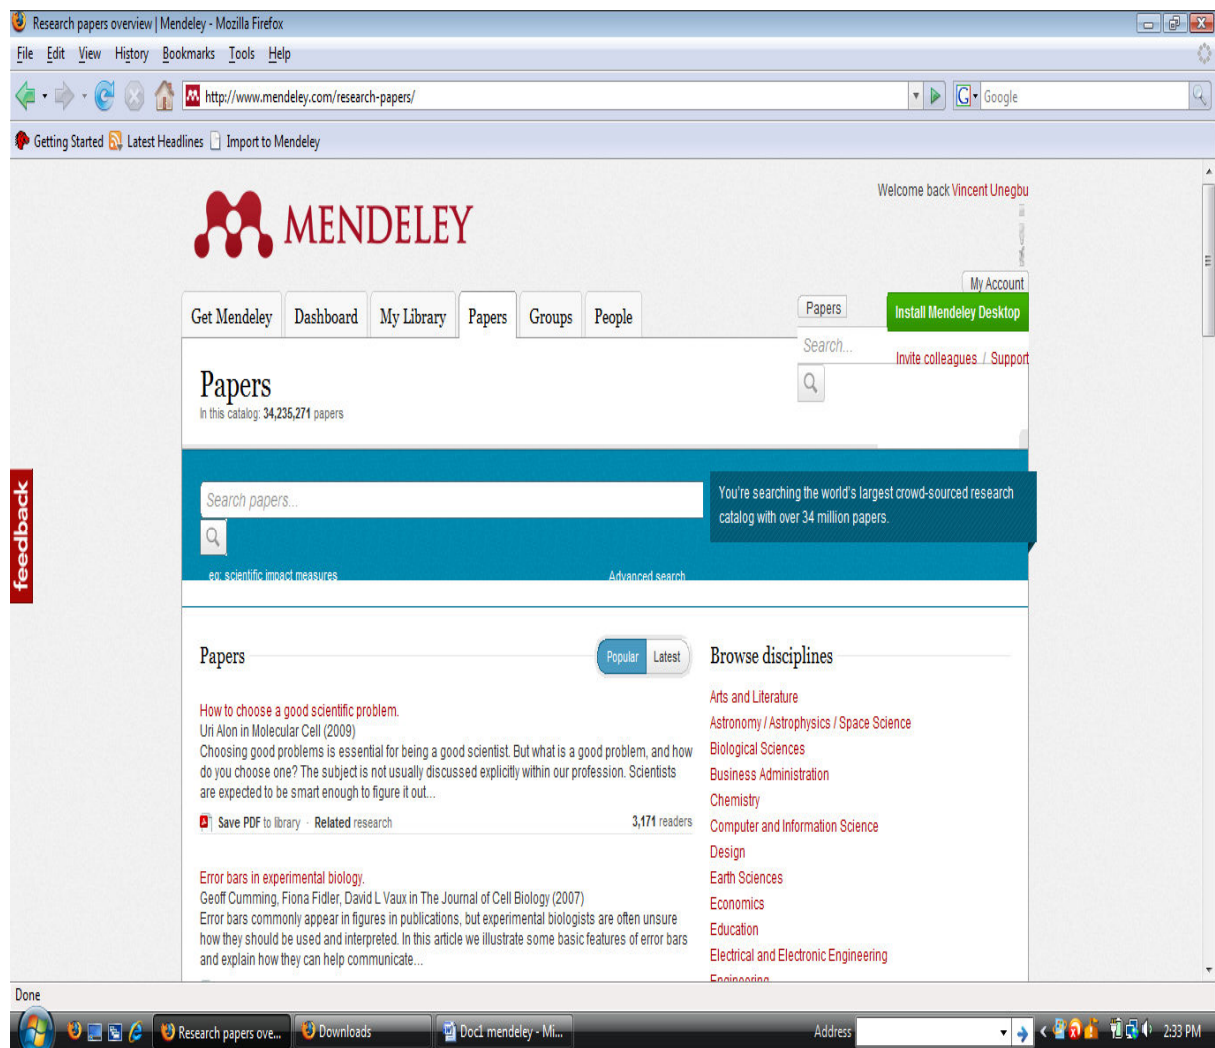 Research papers overview | Mendeley - Mozilla Firefox
File Edit View History Bookmarks Tools Help
http://www.mendeley.com/research-papers/
G Google
Getting Started Latest Headlines Import to Mendeley
Welcome back Vincent Unegbu
MENDELEY
My Account
Get Mendeley Dashboard My Library Papers Groups People
Papers
Install Mendeley Desktop
Search...
Invite colleagues / Support
Papers
In this catalog: 34,235,271 papers
feedback
Search papers...
You're searching the world's largest crowd-sourced research
catalog with over 34 million papers.
eg: scientific impact measures
Advanced search
Papers
Popular Latest
How to choose a good scientific problem.
Uri Alon in Molecular Cell (2009)
Choosing good problems is essential for being a good scientist. But what is a good problem, and how
do you choose one? The subject is not usually discussed explicitly within our profession. Scientists
are expected to be smart enough to figure it out...
Save PDF to library · Related research 3,171 readers
Error bars in experimental biology.
Geoff Cumming, Fiona Fidler, David L Vaux in The Journal of Cell Biology (2007)
Error bars commonly appear in figures in publications, but experimental biologists are often unsure
how they should be used and interpreted. In this article we illustrate some basic features of error bars
and explain how they can help communicate...
Browse disciplines
Arts and Literature
Astronomy / Astrophysics / Space Science
Biological Sciences
Business Administration
Chemistry
Computer and Information Science
Design
Earth Sciences
Economics
Education
Electrical and Electronic Engineering
Engineering
Done
Research papers ove... Downloads Doc1 mendeley - Mi... Address 2:33 PM